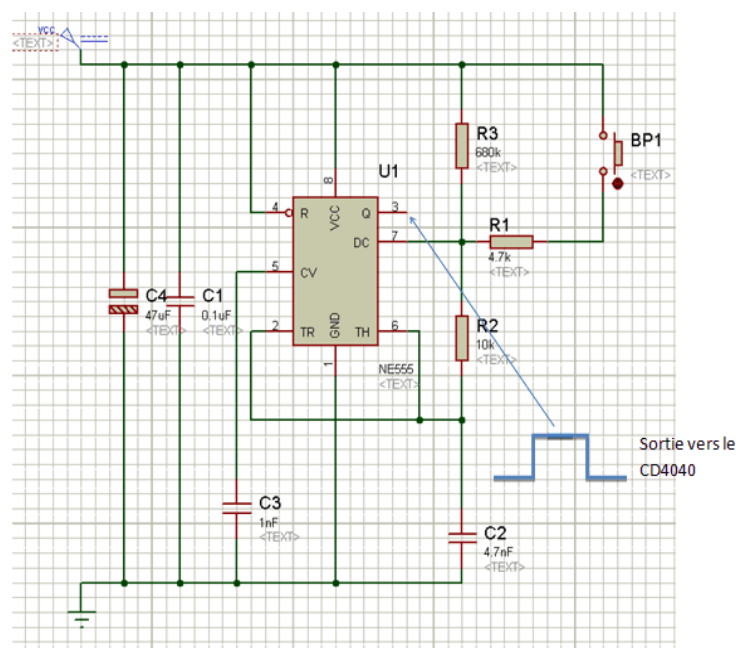 VCC
<TEXT>
R3
680k
<TEXT>
BP1
<TEXT>
U1
8
4
R
VCC
Q
3
DC
7
R1
4.7k
<TEXT>
5
CV
C4
47uF
<TEXT>
C1
0.1uF
<TEXT>
2
TR
GND
TH
6
R2
10k
<TEXT>
1
NE555
<TEXT>
Sortie vers le
CD4040
C3
1nF
<TEXT>
C2
4.7nF
<TEXT>